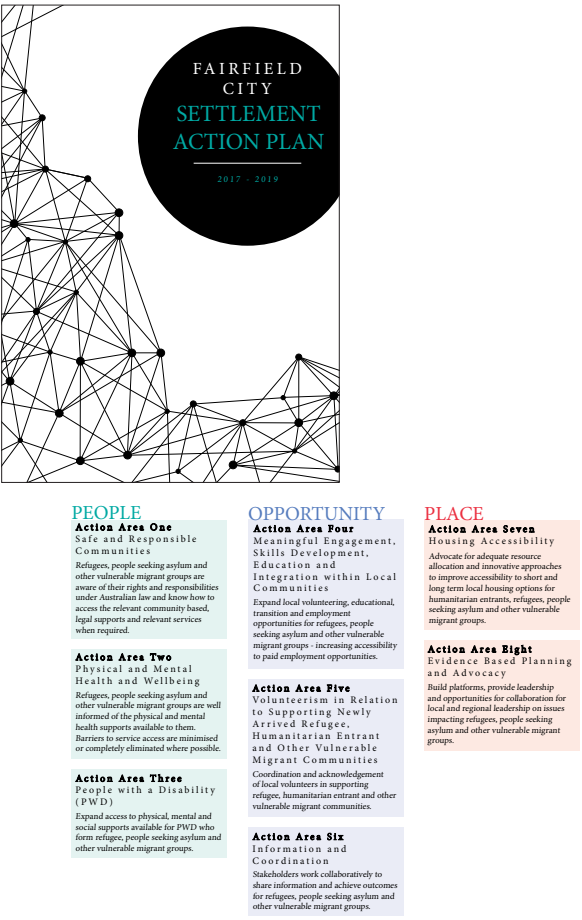 FAIRFIELD
CITY
SETTLEMENT
ACTION PLAN
2017 - 2019
PEOPLE
Action Area One
Safe and Responsible
Communities
Refugees, people seeking asylum and
other vulnerable migrant groups are
aware of their rights and responsibilities
under Australian law and know how to
access the relevant community based,
legal supports and relevant services
when required.
Action Area Two
Physical and Mental
Health and Wellbeing
Refugees, people seeking asylum and
other vulnerable migrant groups are well
informed of the physical and mental
health supports available to them.
Barriers to service access are minimised
or completely eliminated where possible.
Action Area Three
People with a Disability
(PWD)
Expand access to physical, mental and
social supports available for PWD who
form refugee, people seeking asylum and
other vulnerable migrant groups.
OPPORTUNITY
Action Area Four
Meaningful Engagement,
Skills Development,
Education and
Integration within Local
Communities
Expand local volunteering, educational,
transition and employment
opportunities for refugees, people
seeking asylum and other vulnerable
migrant groups - increasing accessibility
to paid employment opportunities.
Action Area Five
Volunteerism in Relation
to Supporting Newly
Arrived Refugee,
Humanitarian Entrant
and Other Vulnerable
Migrant Communities
Coordination and acknowledgement
of local volunteers in supporting
refugee, humanitarian entrant and other
vulnerable migrant communities.
Action Area Six
Information and
Coordination
Stakeholders work collaboratively to
share information and achieve outcomes
for refugees, people seeking asylum and
other vulnerable migrant groups.
PLACE
Action Area Seven
Housing Accessibility
Advocate for adequate resource
allocation and innovative approaches
to improve accessibility to short and
long term local housing options for
humanitarian entrants, refugees, people
seeking asylum and other vulnerable
migrant groups.
Action Area Eight
Evidence Based Planning
and Advocacy
Build platforms, provide leadership
and opportunities for collaboration for
local and regional leadership on issues
impacting refugees, people seeking
asylum and other vulnerable migrant
groups.